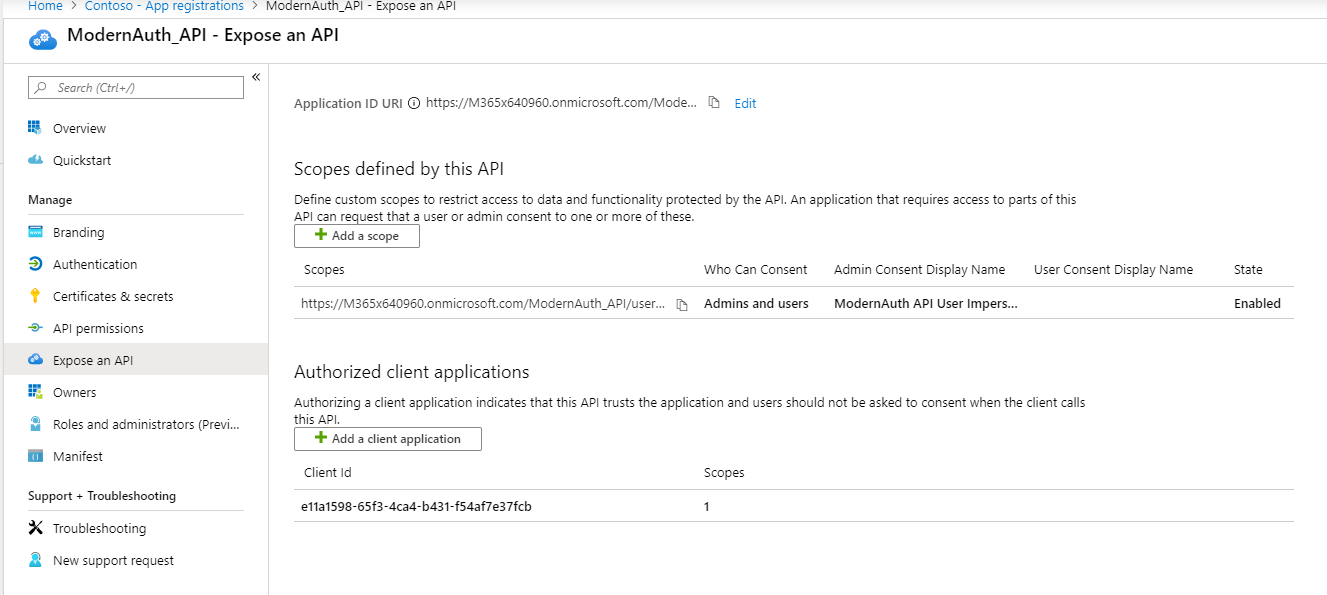 Home > Contoso - App registrations > ModernAuth_API - Expose an API
ModernAuth_API - Expose an API
Search (Ctrl+/)
«
Overview
Quickstart
Manage
Branding
Authentication
Certificates & secrets
API permissions
Expose an API
Owners
Roles and administrators (Previ...
Manifest
Support + Troubleshooting
Troubleshooting
New support request
Application ID URI https://M365x640960.onmicrosoft.com/Mode... Edit
Scopes defined by this API
Define custom scopes to restrict access to data and functionality protected by the API. An application that requires access to parts of this
API can request that a user or admin consent to one or more of these.
Add a scope
Scopes Who Can Consent Admin Consent Display Name User Consent Display Name State
https://M365x640960.onmicrosoft.com/ModernAuth_API/user... Admins and users ModernAuth API User Impers... Enabled
Authorized client applications
Authorizing a client application indicates that this API trusts the application and users should not be asked to consent when the client calls
this API.
Add a client application
Client Id Scopes
e11a1598-65f3-4ca4-b431-f54af7e37fcb 1